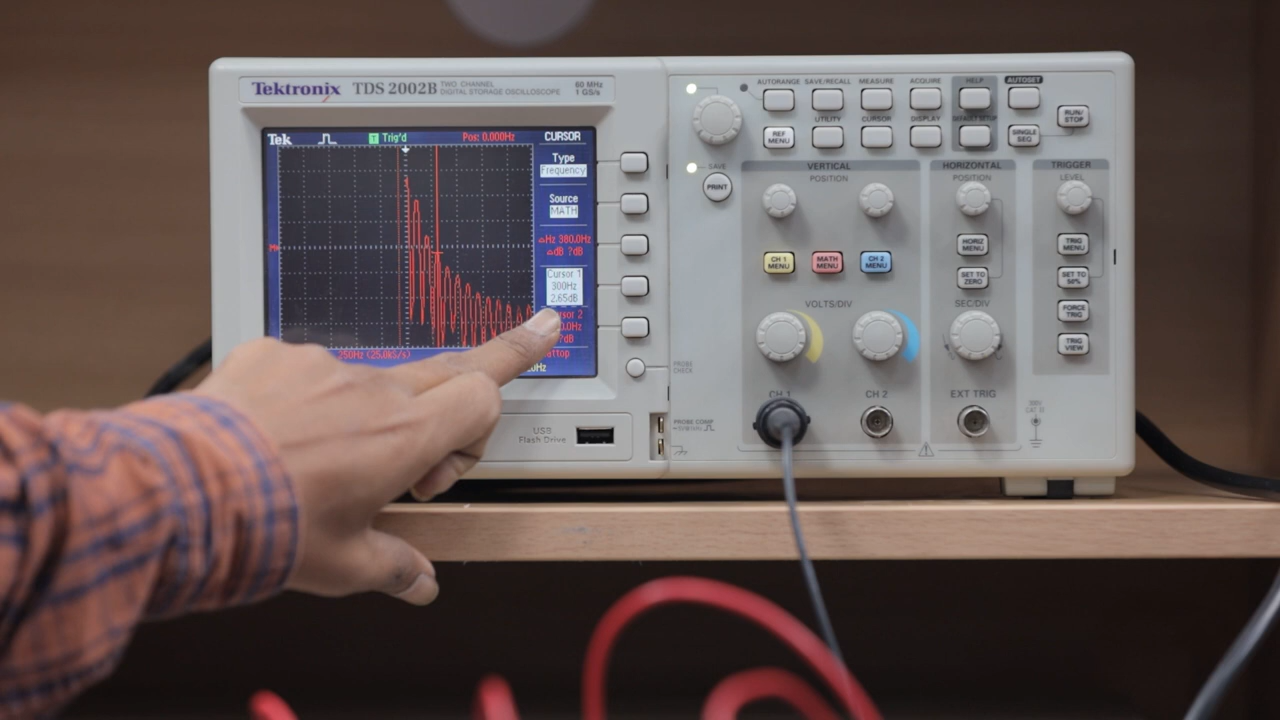 Tektronix TDS 2002B TWO CHANNEL DIGITAL STORAGE OSCILLOSCOPE 60 MHz 1 GS/s
Tek T Trig'd Pos: 0.000Hz CURSOR
Type
Frequency
Source
MATH
△Hz 380.0Hz
△dB ?dB
Cursor 1
300Hz
2.65dB
?dB
250Hz (25.0kS/s)
USB
Flash Drive
PROBE
CHECK
PROBE COMP
AUTORANGE SAVE/RECALL MEASURE ACQUIRE HELP AUTOSET
REF
MENU
UTILITY CURSOR DISPLAY DEFAULT SETUP
SINGLE
SEQ
RUN/
STOP
SAVE
PRINT
VERTICAL
POSITION
CH 1
MENU
MATH
MENU
CH 2
MENU
VOLTS/DIV
CH 1
CH 2
HORIZONTAL
POSITION
HORIZ
MENU
SET TO
ZERO
SEC/DIV
EXT TRIG
TRIGGER
LEVEL
TRIG
MENU
SET TO
50%
FORCE
TRIG
TRIG
VIEW